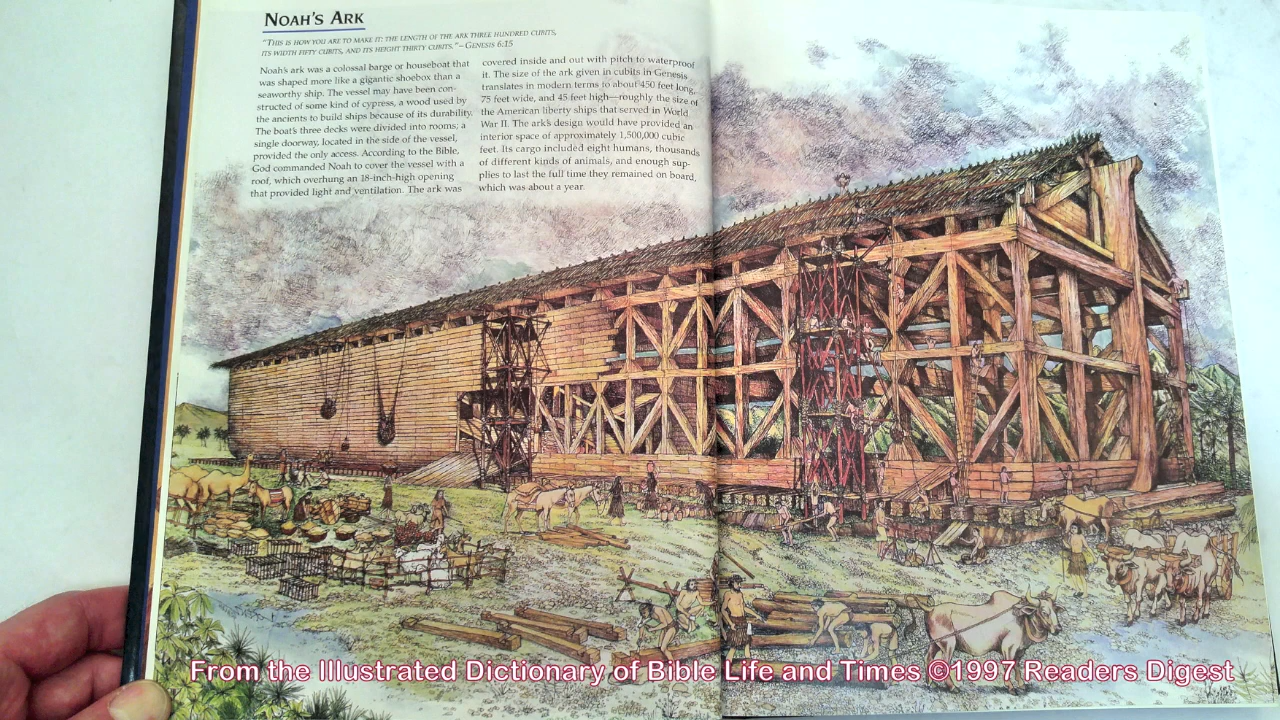 NOAH'S ARK
"THIS IS HOW YOU ARE TO MAKE IT: THE LENGTH OF THE ARK THREE HUNDRED CUBITS,
ITS WIDTH FIFTY CUBITS, AND ITS HEIGHT THIRTY CUBITS." – GENESIS 6:15
Noah's ark was a colossal barge or houseboat that
was shaped more like a gigantic shoebox than a
seaworthy ship. The vessel may have been con-
structed of some kind of cypress, a wood used by
the ancients to build ships because of its durability.
The boat's three decks were divided into rooms; a
single doorway, located in the side of the vessel,
provided the only access. According to the Bible,
God commanded Noah to cover the vessel with a
roof, which overhung an 18-inch-high opening
that provided light and ventilation. The ark was
covered inside and out with pitch to waterproof
it. The size of the ark given in cubits in Genesis
translates in modern terms to about 450 feet long,
75 feet wide, and 45 feet high—roughly the size of
the American liberty ships that served in World
War II. The ark's design would have provided an
interior space of approximately 1,500,000 cubic
feet. Its cargo included eight humans, thousands
of different kinds of animals, and enough sup-
plies to last the full time they remained on board,
which was about a year.
From the Illustrated Dictionary of Bible Life and Times ©1997 Readers Digest